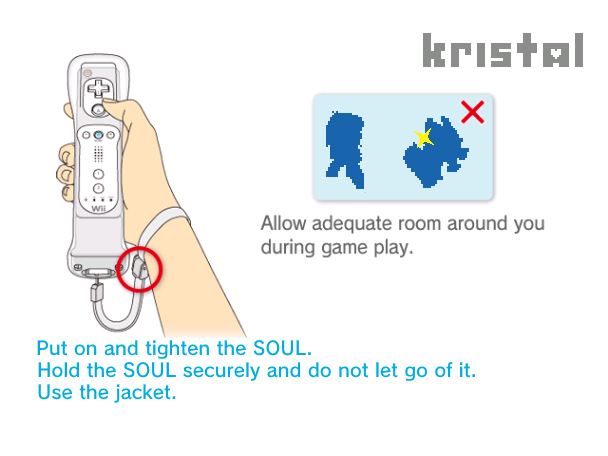 kristal
Allow adequate room around you
during game play.
Wii
Put on and tighten the SOUL.
Hold the SOUL securely and do not let go of it.
Use the jacket.